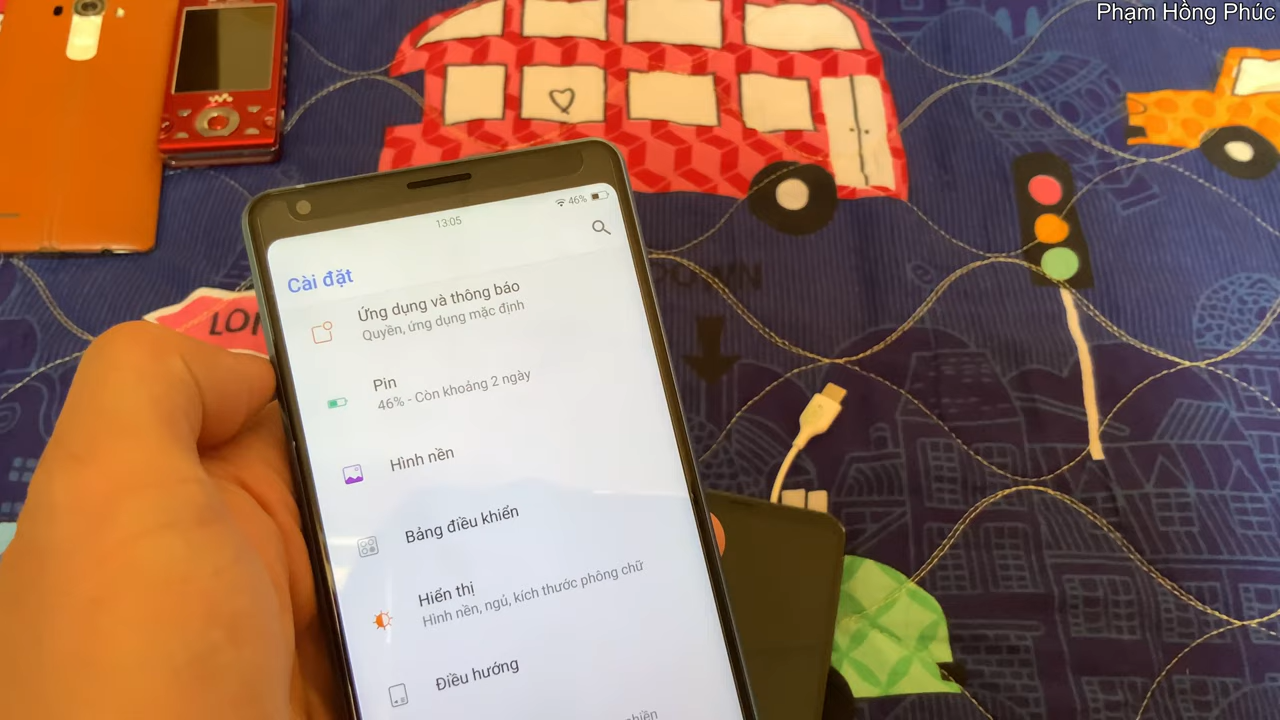 Phạm Hồng Phúc
13:05
46%
Cài đặt
Ứng dụng và thông báo
Quyền, ứng dụng mặc định
Pin
46% - Còn khoảng 2 ngày
Hình nền
Bảng điều khiển
Hiển thị
Hình nền, ngủ, kích thước phông chữ
Điều hướng